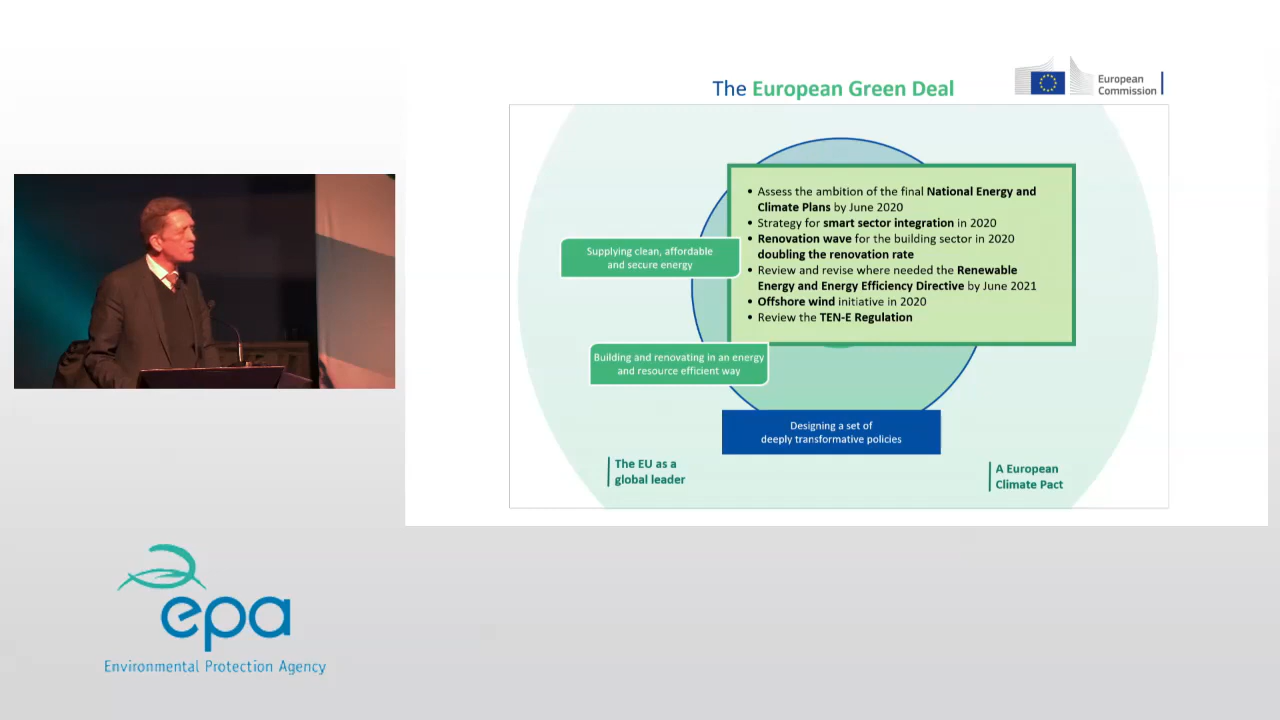 The European Green Deal
European
Commission
• Assess the ambition of the final National Energy and
Climate Plans by June 2020
• Strategy for smart sector integration in 2020
• Renovation wave for the building sector in 2020
doubling the renovation rate
• Review and revise where needed the Renewable
Energy and Energy Efficiency Directive by June 2021
• Offshore wind initiative in 2020
• Review the TEN-E Regulation
Supplying clean, affordable
and secure energy
Building and renovating in an energy
and resource efficient way
Designing a set of
deeply transformative policies
The EU as a
global leader
A European
Climate Pact
epa
Environmental Protection Agency